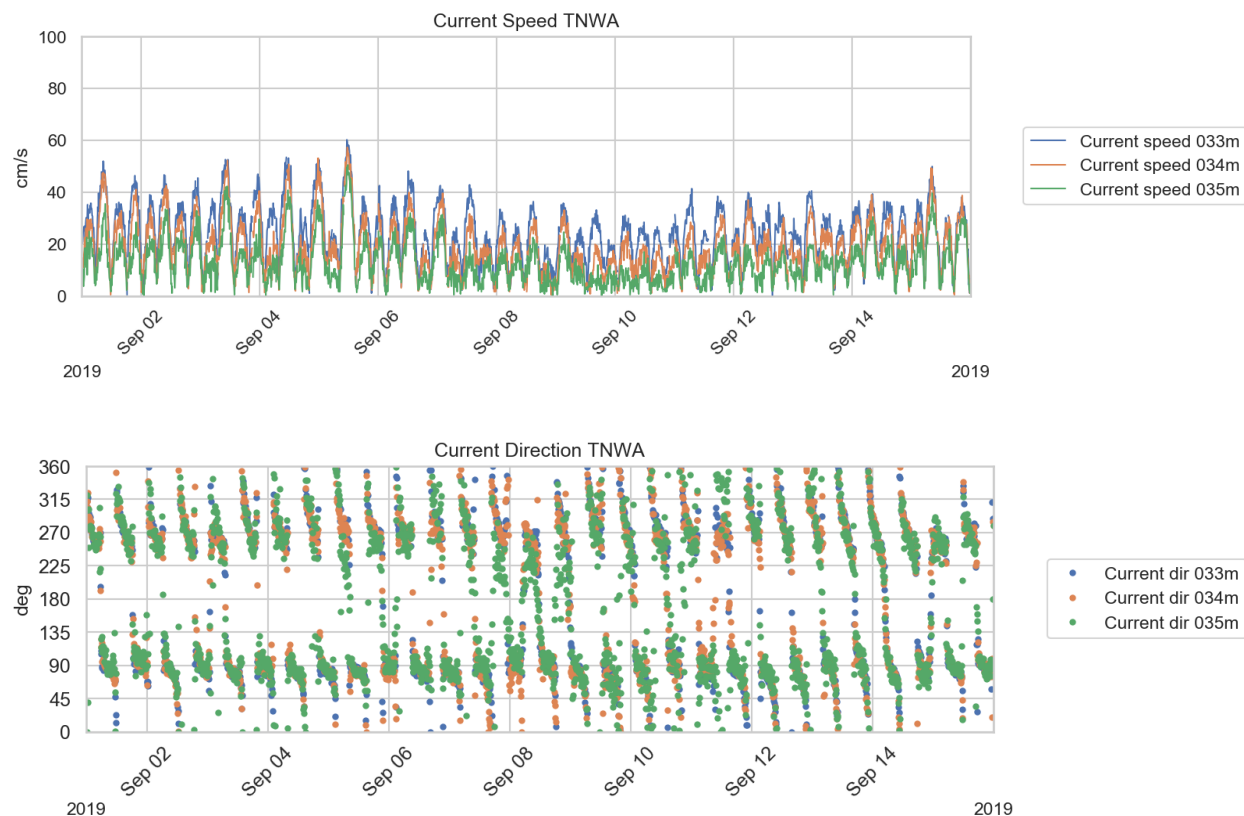 Current Speed TNWA
100
80
60
40
20
0
cm/s
Sep 02
Sep 04
Sep 06
Sep 08
Sep 10
Sep 12
Sep 14
2019
2019
Current speed 033m
Current speed 034m
Current speed 035m
Current Direction TNWA
360
315
270
225
180
135
90
45
0
deg
Sep 02
Sep 04
Sep 06
Sep 08
Sep 10
Sep 12
Sep 14
2019
2019
Current dir 033m
Current dir 034m
Current dir 035m